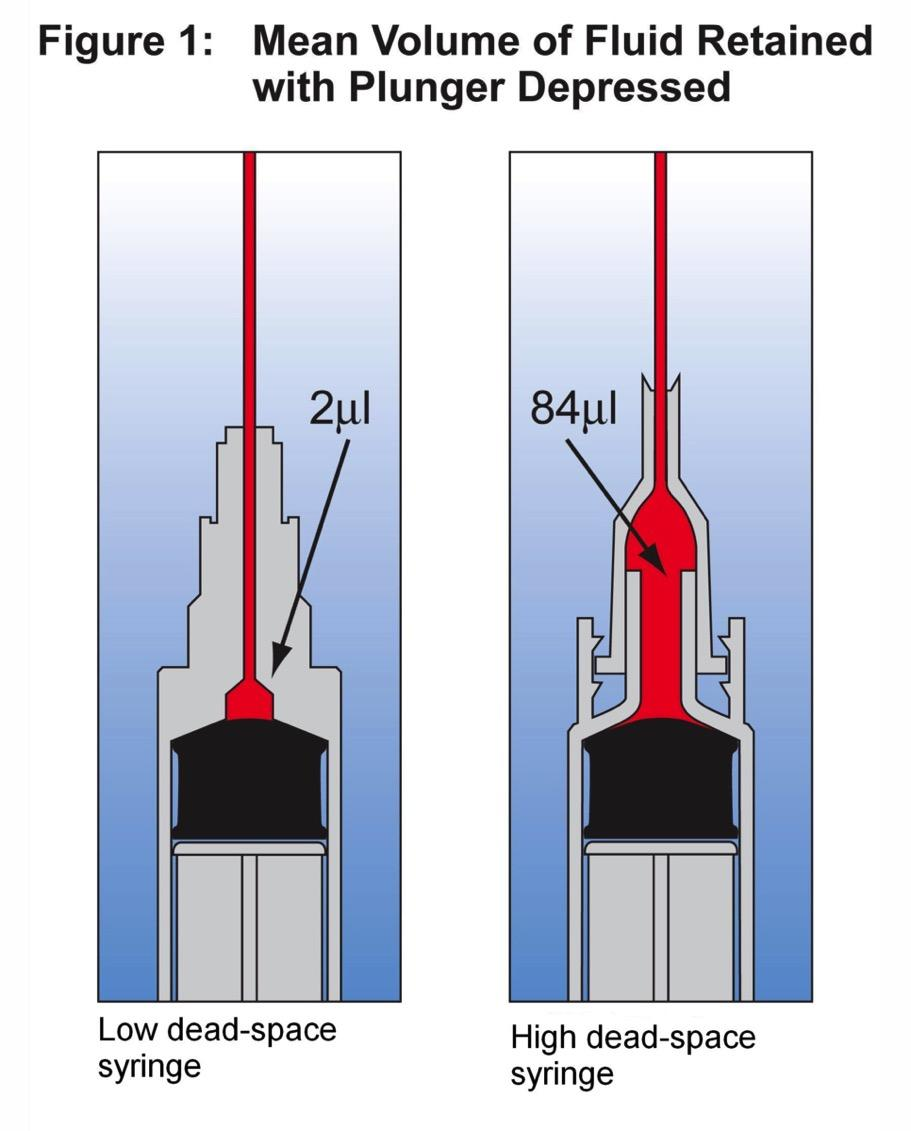 Figure 1: Mean Volume of Fluid Retained
with Plunger Depressed
2μl
84μl
Low dead-space
syringe
High dead-space
syringe